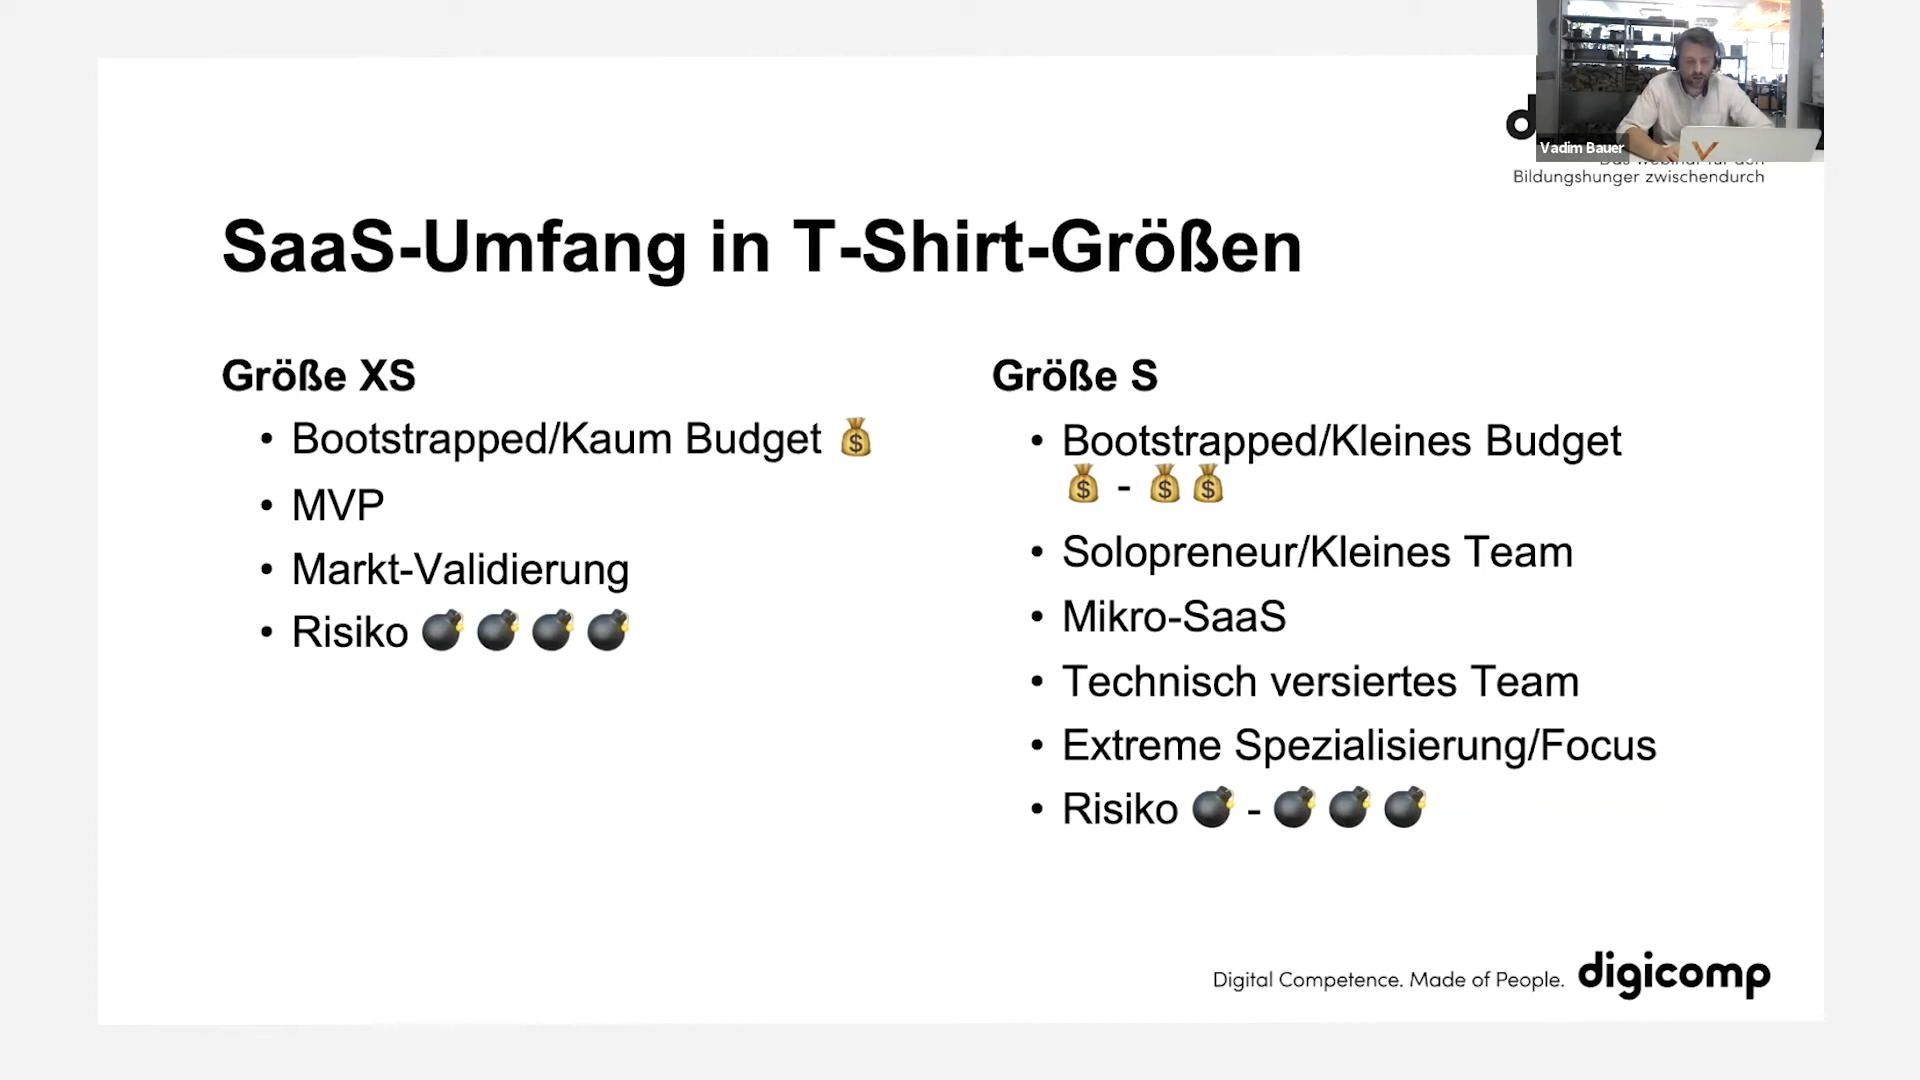 Vadim Bauer
Bildungshunger zwischendurch
SaaS-Umfang in T-Shirt-Größen
Größe XS
• Bootstrapped/Kaum Budget 💰
• MVP
• Markt-Validierung
• Risiko 💣 💣 💣 💣
Größe S
• Bootstrapped/Kleines Budget
💰 - 💰💰
• Solopreneur/Kleines Team
• Mikro-SaaS
• Technisch versiertes Team
• Extreme Spezialisierung/Focus
• Risiko 💣 - 💣 💣 💣
Digital Competence. Made of People. digicomp